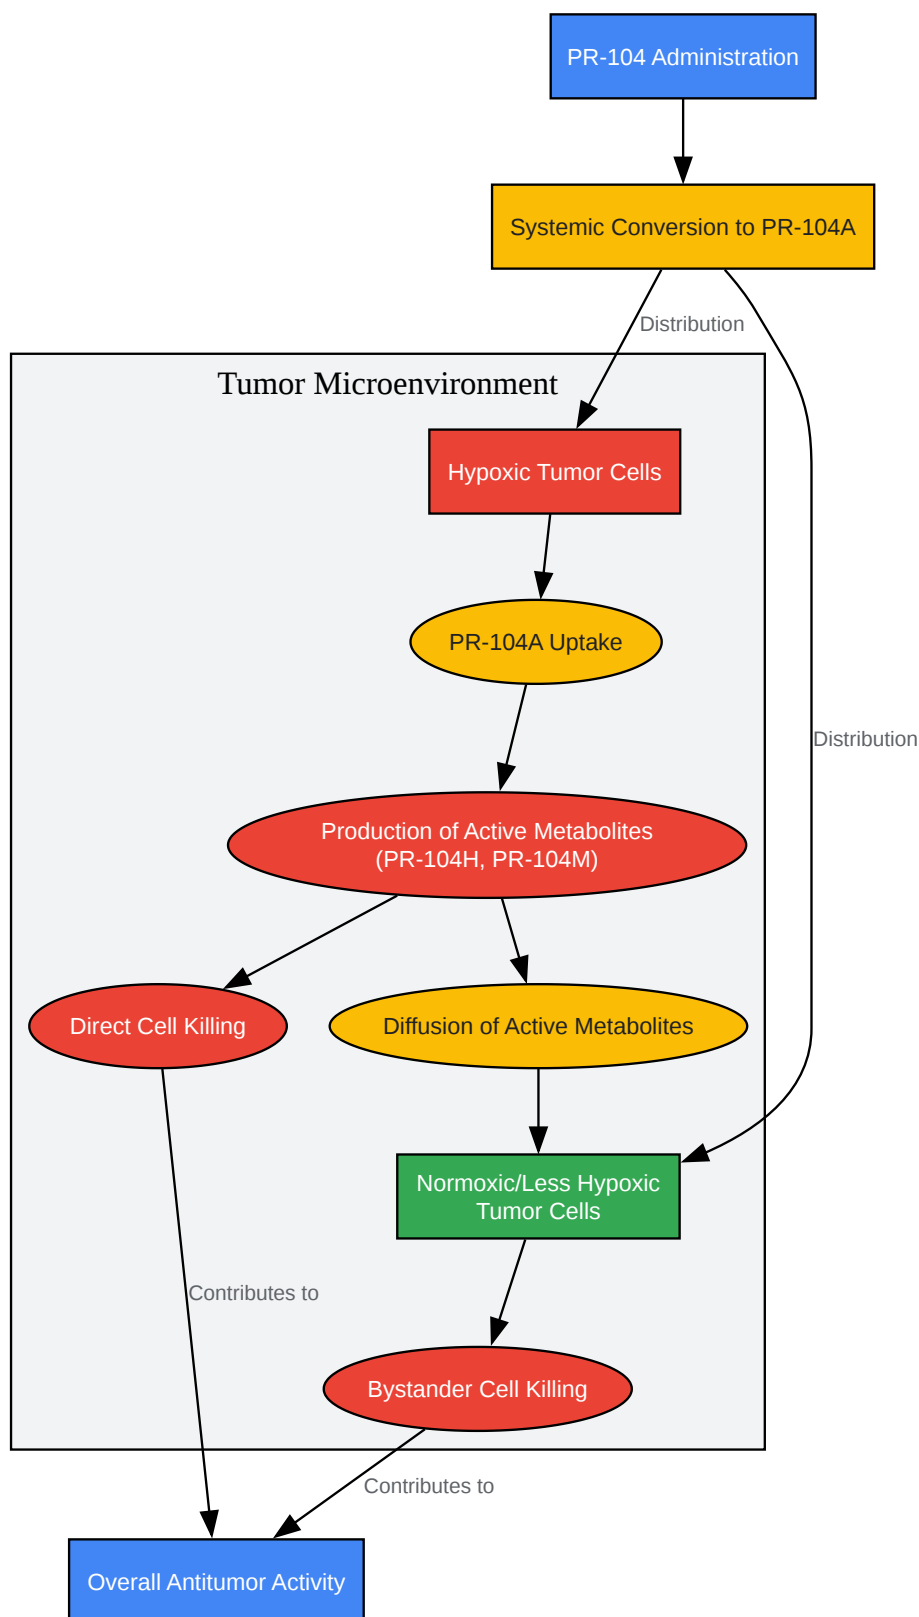 PR-104 Administration
Systemic Conversion to PR-104A
Distribution
Tumor Microenvironment
Hypoxic Tumor Cells
PR-104A Uptake
Distribution
Production of Active Metabolites
(PR-104H, PR-104M)
Direct Cell Killing
Diffusion of Active Metabolites
Normoxic/Less Hypoxic
Tumor Cells
Contributes to
Bystander Cell Killing
Contributes to
Overall Antitumor Activity